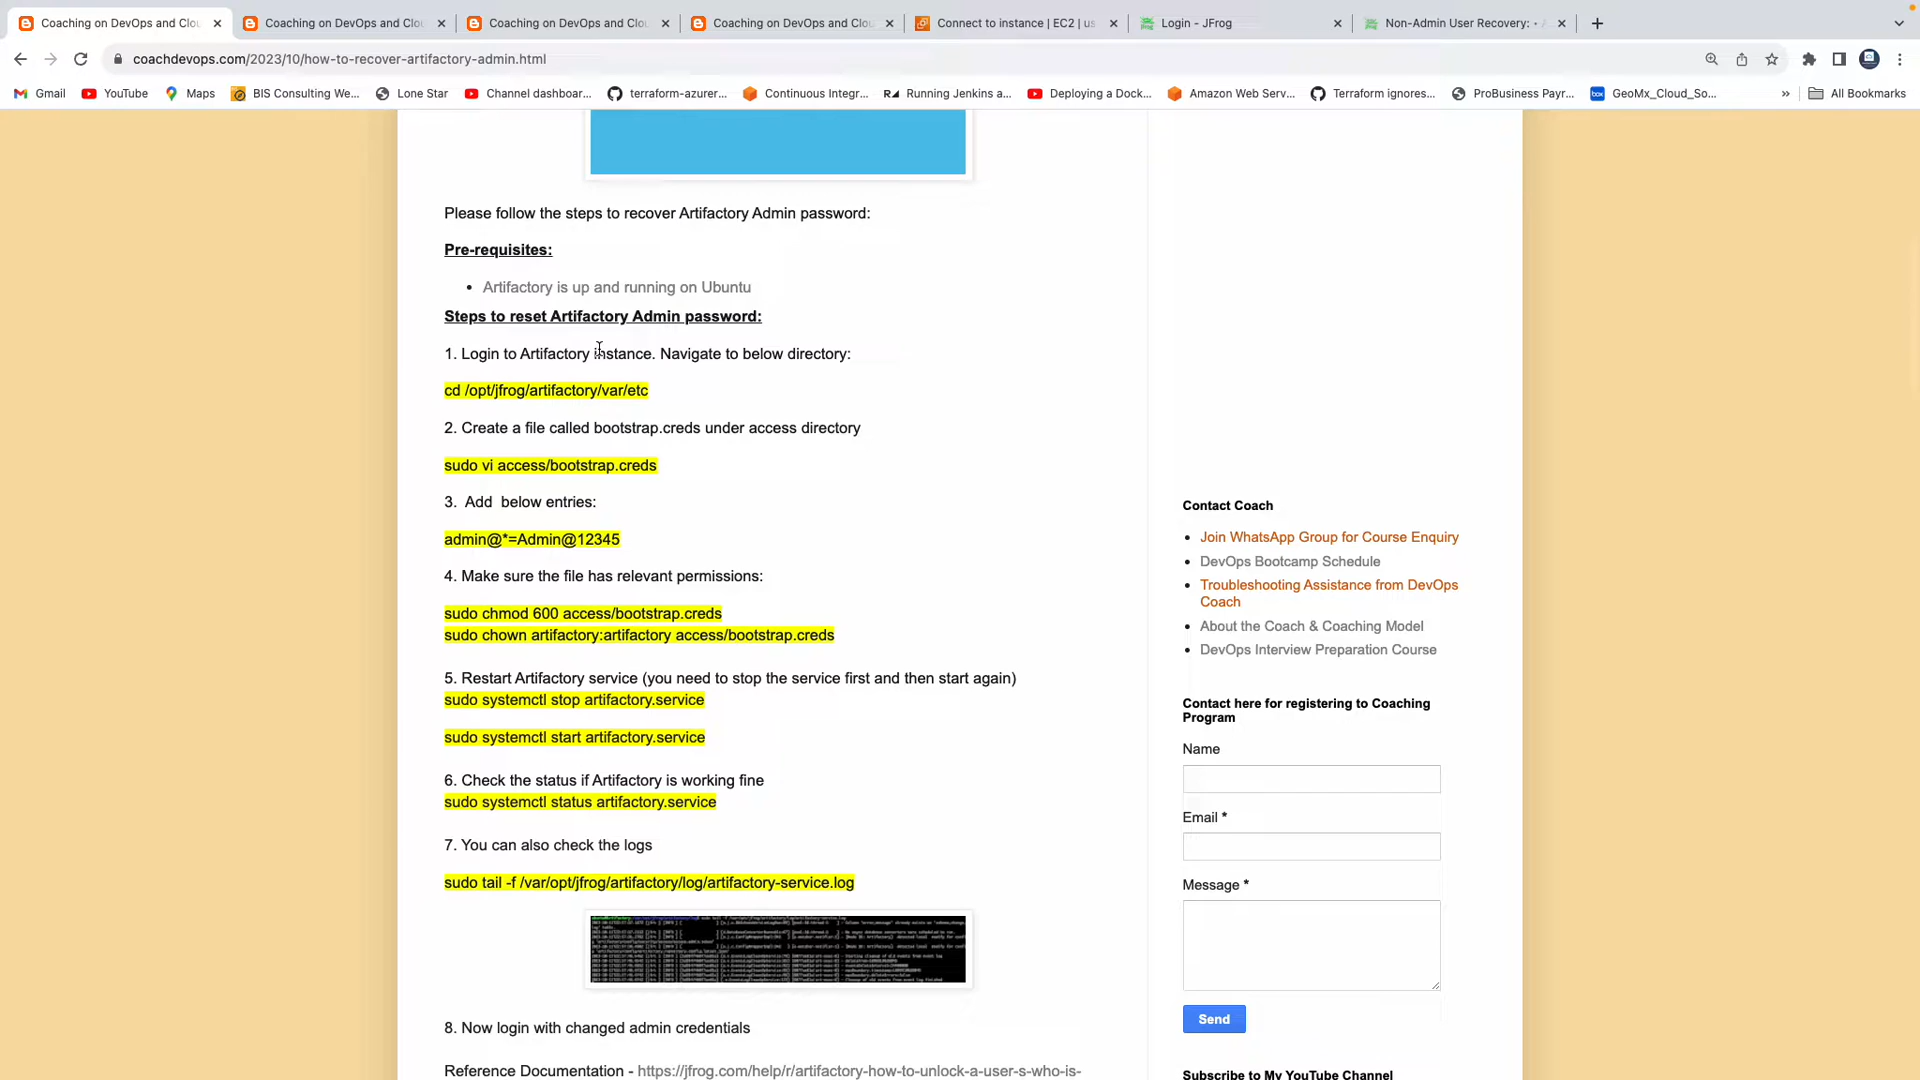 Coaching on DevOps and Clou
Coaching on DevOps and Clou
Coaching on DevOps and Clou
Coaching on DevOps and Clou
Connect to instance | EC2 | us
Login - JFrog
Non-Admin User Recovery: -
coachdevops.com/2023/10/how-to-recover-artifactory-admin.html
Gmail
YouTube
Maps
BIS Consulting We...
Lone Star
Channel dashboar...
terraform-azurer...
Continuous Integr...
Running Jenkins a...
Deploying a Dock...
Amazon Web Serv...
Terraform ignores...
ProBusiness Payr...
GeoMx_Cloud_So...
All Bookmarks
Please follow the steps to recover Artifactory Admin password:
Pre-requisites:
Artifactory is up and running on Ubuntu
Steps to reset Artifactory Admin password:
1. Login to Artifactory instance. Navigate to below directory:
cd /opt/jfrog/artifactory/var/etc
2. Create a file called bootstrap.creds under access directory
sudo vi access/bootstrap.creds
3. Add below entries:
admin@*=Admin@12345
4. Make sure the file has relevant permissions:
sudo chmod 600 access/bootstrap.creds
sudo chown artifactory:artifactory access/bootstrap.creds
5. Restart Artifactory service (you need to stop the service first and then start again)
sudo systemctl stop artifactory.service
sudo systemctl start artifactory.service
6. Check the status if Artifactory is working fine
sudo systemctl status artifactory.service
7. You can also check the logs
sudo tail -f /var/opt/jfrog/artifactory/log/artifactory-service.log
8. Now login with changed admin credentials
Reference Documentation - https://jfrog.com/help/r/artifactory-how-to-unlock-a-user-s-who-is-
Contact Coach
Join WhatsApp Group for Course Enquiry
DevOps Bootcamp Schedule
Troubleshooting Assistance from DevOps
Coach
About the Coach & Coaching Model
DevOps Interview Preparation Course
Contact here for registering to Coaching
Program
Name
Email *
Message *
Send
Subscribe to My YouTube Channel